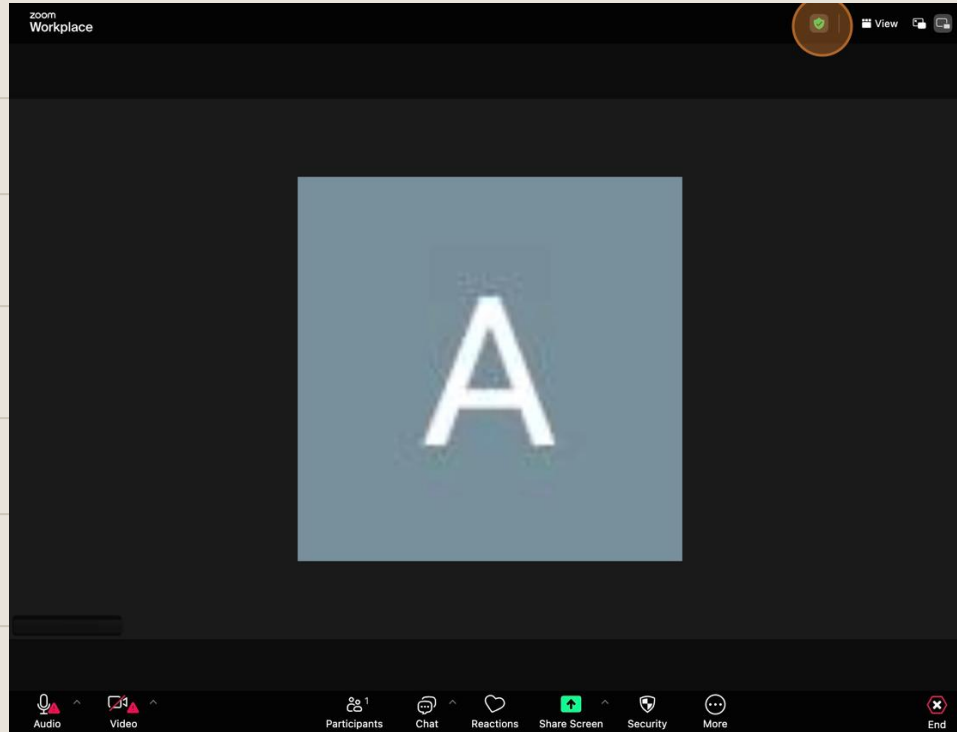 zoom
Workplace
View
A
Audio
Video
Participants
1
Chat
Reactions
Share Screen
Security
More
End